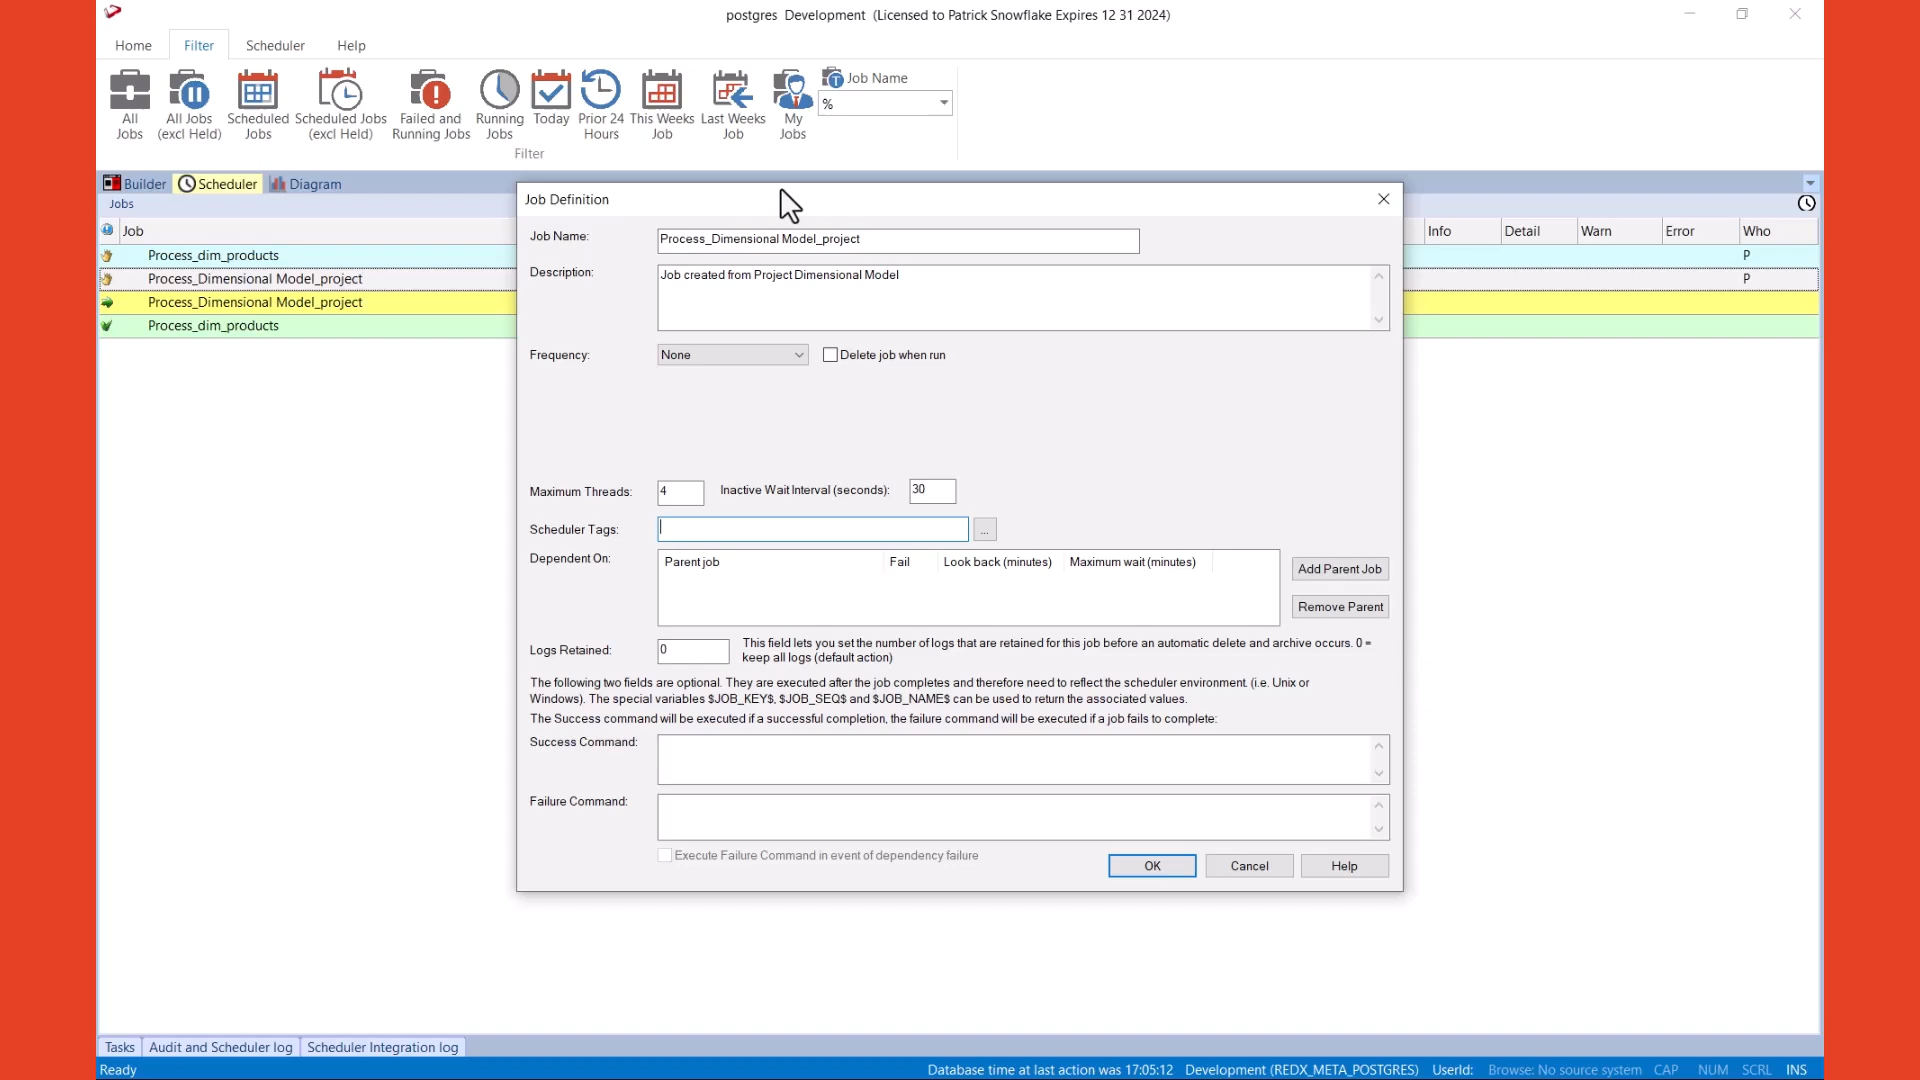 postgres Development (Licensed to Patrick Snowflake Expires 12 31 2024)
Home Filter Scheduler Help
All Jobs
All Jobs (excl Held)
Scheduled Jobs
Scheduled Jobs (excl Held)
Failed and Running Jobs
Running Jobs
Today
Prior 24 Hours
This Weeks Job
Last Weeks Job
My Jobs
Job Name
%
Filter
Builder Scheduler Diagram
Jobs
Job Info Detail Warn Error Who
Process_dim_products P
Process_Dimensional Model_project P
Process_Dimensional Model_project
Process_dim_products
Job Definition
Job Name: Process_Dimensional Model_project
Description: Job created from Project Dimensional Model
Frequency: None Delete job when run
Maximum Threads: 4 Inactive Wait Interval (seconds): 30
Scheduler Tags: ...
Dependent On: Parent job Fail Look back (minutes) Maximum wait (minutes)
Add Parent Job
Remove Parent
Logs Retained: 0 This field lets you set the number of logs that are retained for this job before an automatic delete and archive occurs. 0 =
keep all logs (default action)
The following two fields are optional. They are executed after the job completes and therefore need to reflect the scheduler environment. (i.e. Unix or
Windows). The special variables $JOB_KEY$, $JOB_SEQ$ and $JOB_NAME$ can be used to return the associated values.
The Success command will be executed if a successful completion, the failure command will be executed if a job fails to complete:
Success Command:
Failure Command:
Execute Failure Command in event of dependency failure
OK Cancel Help
Tasks Audit and Scheduler log Scheduler Integration log
Ready Database time at last action was 17:05:12 Development (REDX_META_POSTGRES) UserId: Browse: No source system CAP NUM SCRL INS